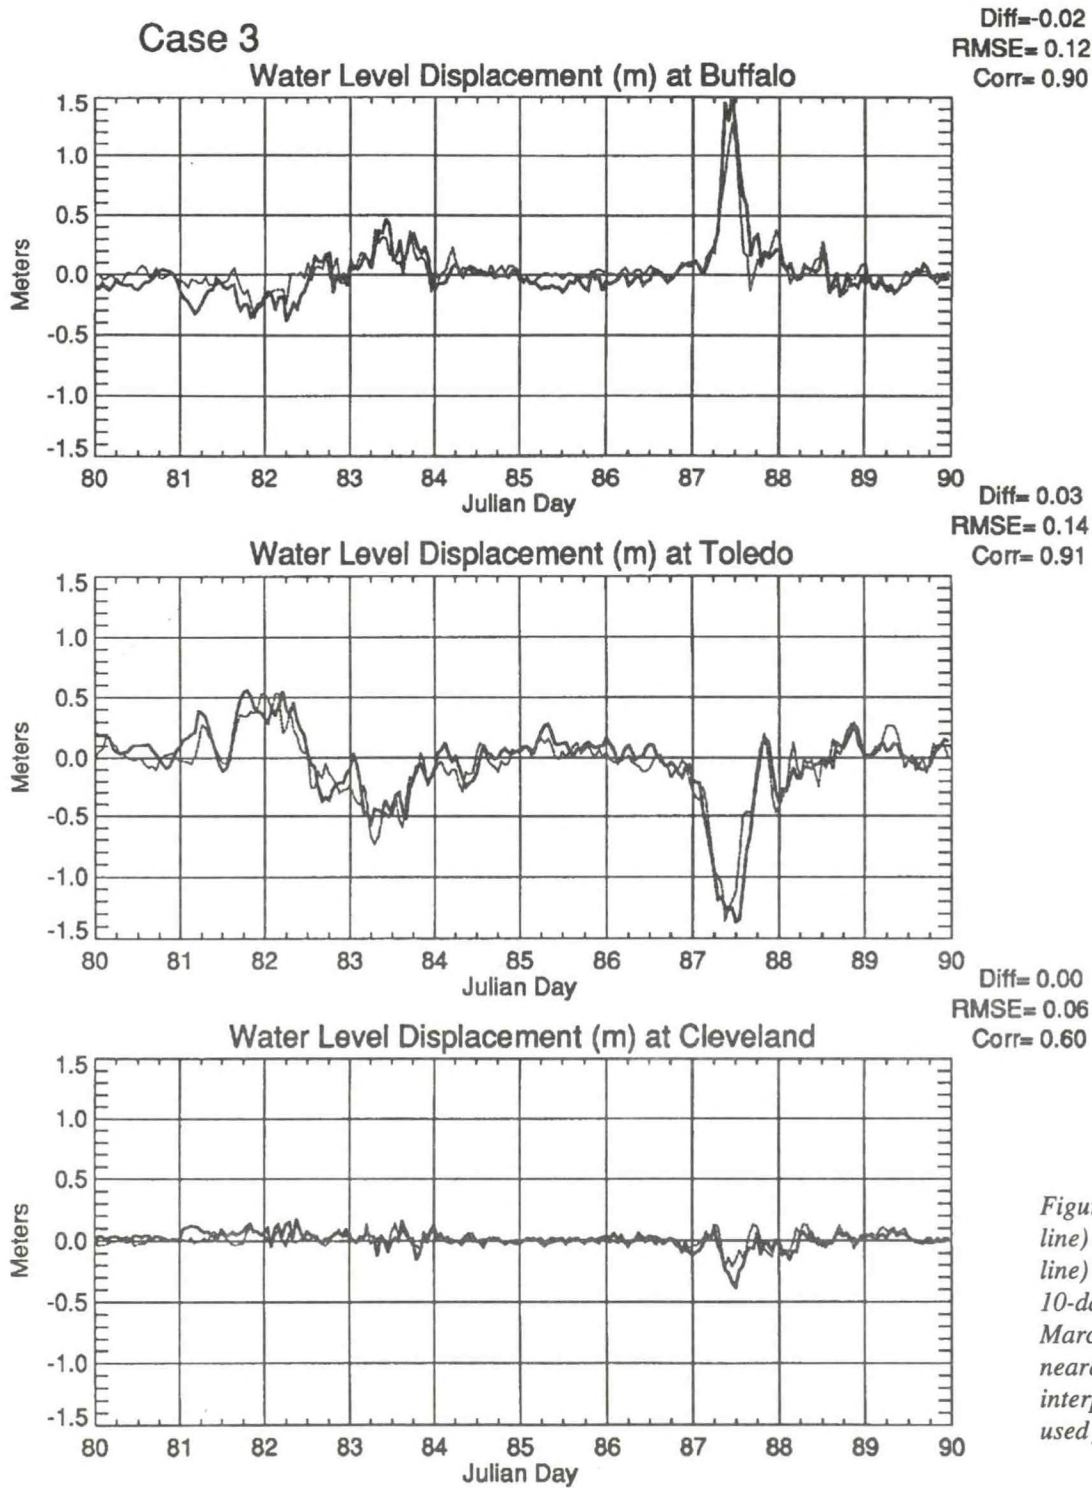 Case 3
Diff=-0.02
RMSE= 0.12
Corr= 0.90
Water Level Displacement (m) at Buffalo
1.5
1.0
0.5
0.0
-0.5
-1.0
-1.5
Meters
80 81 82 83 84 85 86 87 88 89 90
Julian Day
Diff= 0.03
RMSE= 0.14
Corr= 0.91
Water Level Displacement (m) at Toledo
1.5
1.0
0.5
0.0
-0.5
-1.0
-1.5
Meters
80 81 82 83 84 85 86 87 88 89 90
Julian Day
Diff= 0.00
RMSE= 0.06
Corr= 0.60
Water Level Displacement (m) at Cleveland
1.5
1.0
0.5
0.0
-0.5
-1.0
-1.5
Meters
80 81 82 83 84 85 86 87 88 89 90
Julian Day
line)
line)